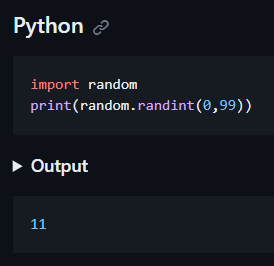 Python
import random
print(random.randint(0,99))
Output
11